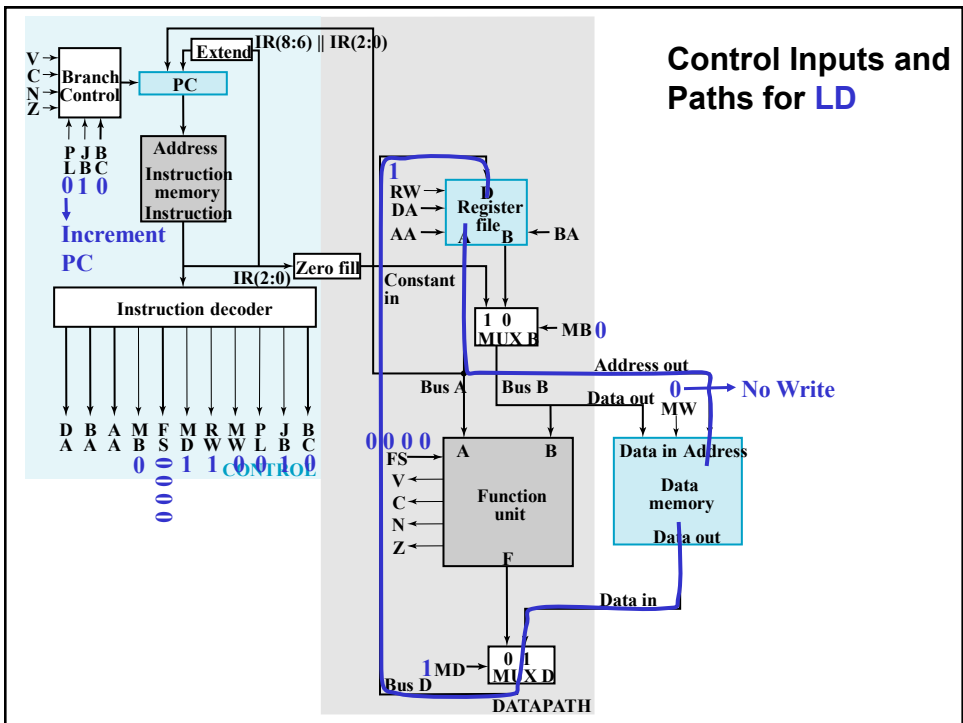 Control Inputs and
Paths for LD
IR(8:6) || IR(2:0)
Extend
V
C
N
Z
Branch
Control
PC
P J B
L B C
0 1 0
Increment
PC
Address
Instruction
memory
Instruction
IR(2:0)
Zero fill
Instruction decoder
D B A M F M R M P J B
A A A B S D W W L B C
0 0 1 1 0 0 1 0
0
0
0
CONTROL
1
RW
DA
AA
D
Register
file
A B
BA
Constant
in
1 0
MUX B
MB 0
Address out
Bus A
Bus B
Data out
0
No Write
MW
0 0 0 0
FS
A B
V
C
N
Z
Function
unit
F
Data in Address
Data
memory
Data out
Data in
0 1
MUX D
1 MD
Bus D
DATAPATH